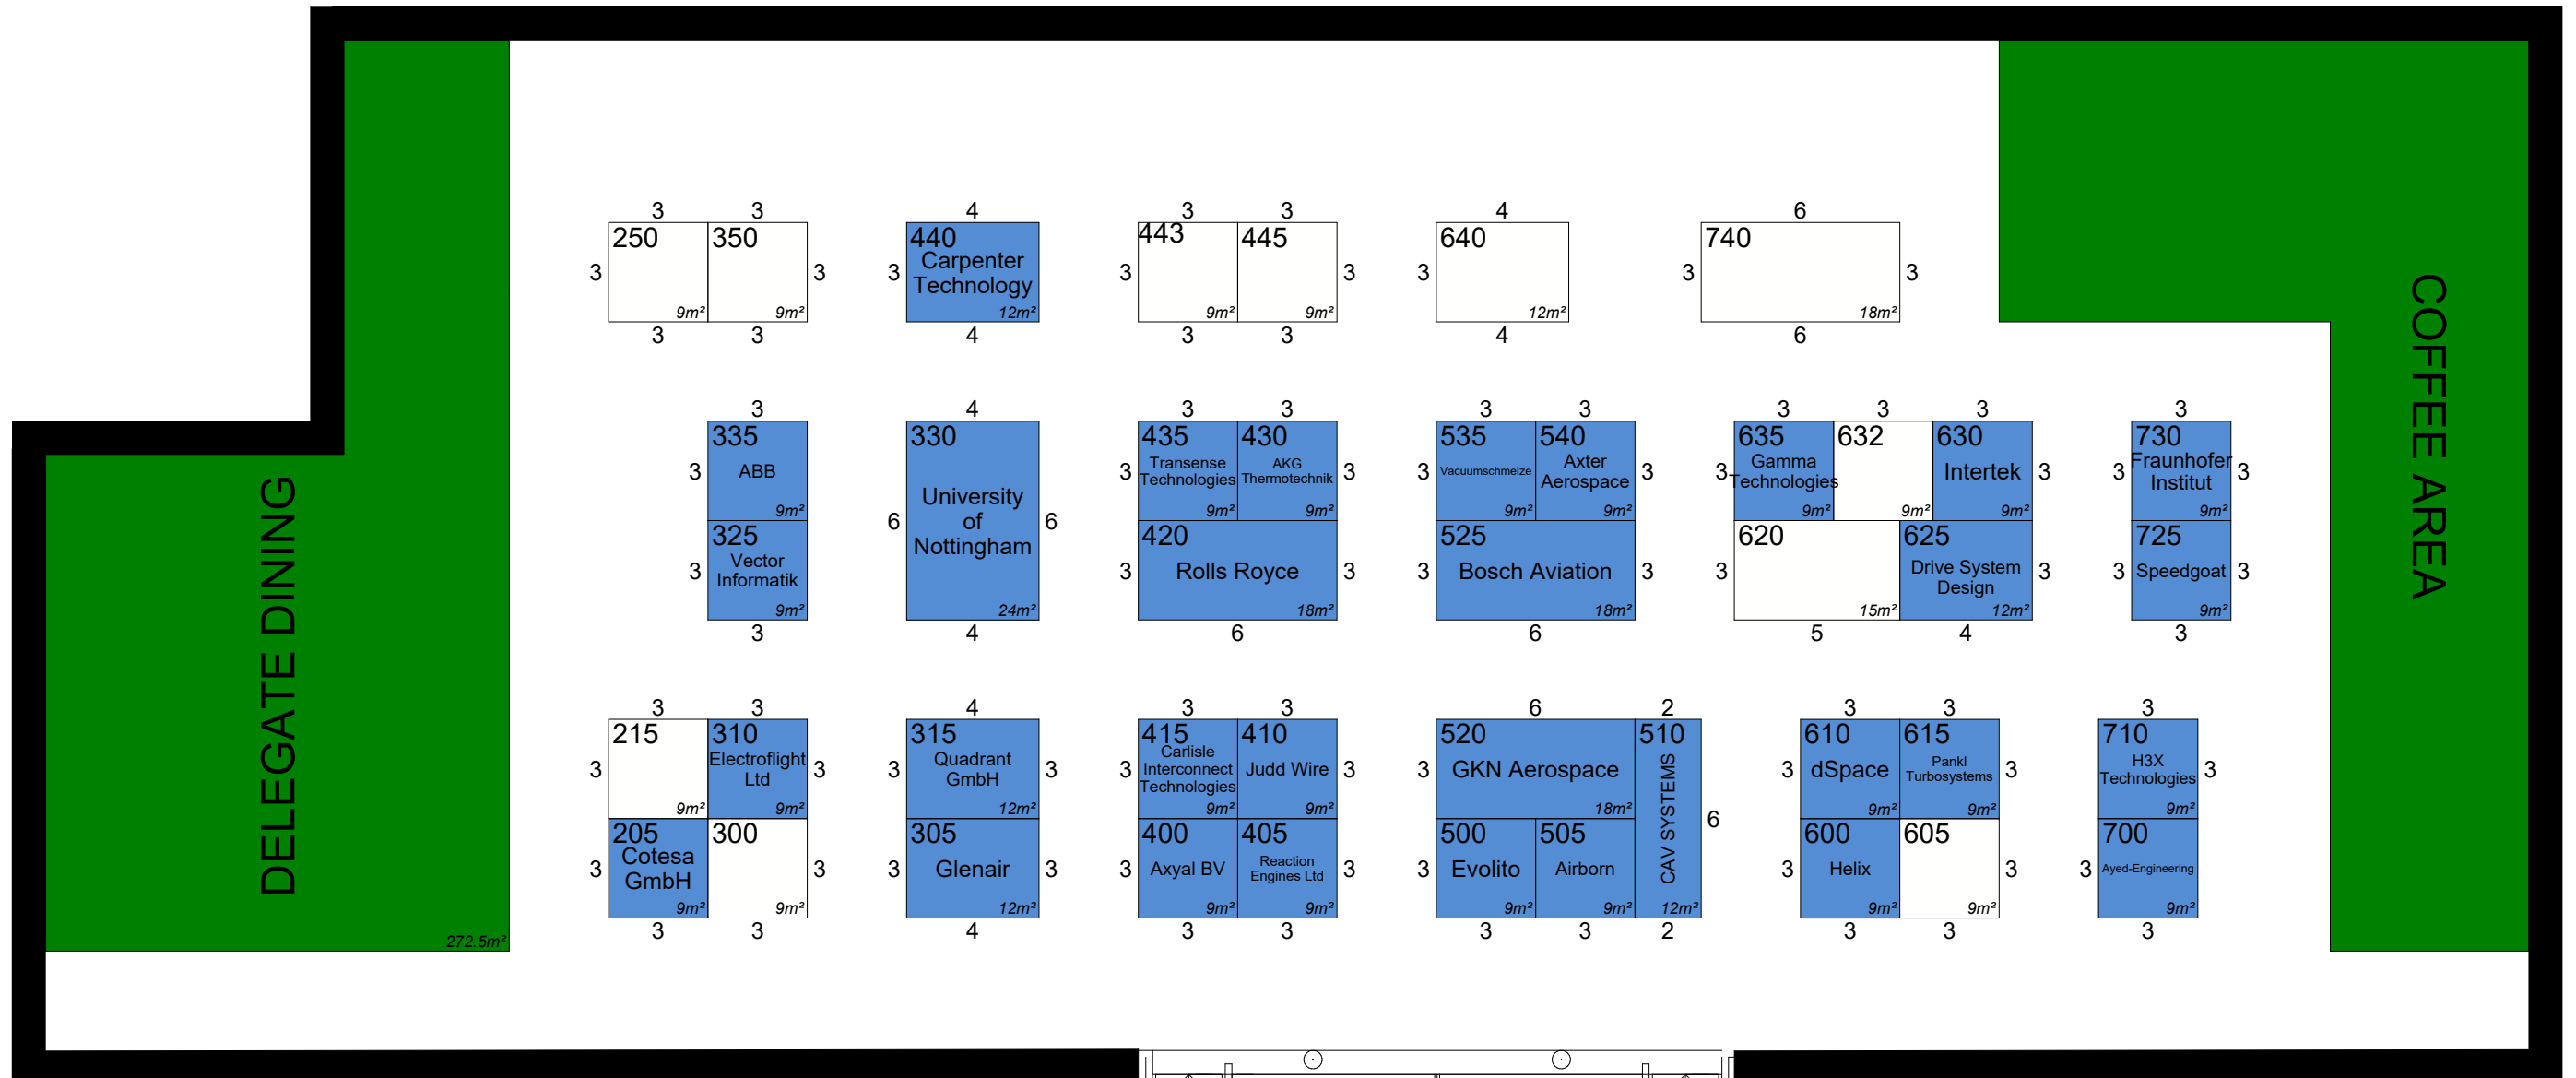 3 3 4 3 3 4 6
250 350 440 443 445 640 740
3 3 3 Carpenter 3 3 3 3 3
Technology
9m² 9m² 12m² 9m² 9m² 12m² 18m²
3 3 4 3 3 4 6
3 4 3 3 3 3 3 3 3 3
335 330 435 430 535 540 635 632 630 730
3 ABB 3 Transense Technologies AKG Thermotechnik 3 3 Vacuumschmelze Axter Aerospace 3 3 Gamma Technologies Intertek 3 3 Fraunhofer Institut 3
9m² 9m² 9m² 9m² 9m² 9m² 9m² 9m² 9m²
6 University of Nottingham 6
325 420 525 620 625 725
3 Vector Informatik 3 Rolls Royce 3 3 Bosch Aviation 3 3 Drive System Design 3 3 Speedgoat 3
9m² 24m² 18m² 18m² 15m² 12m² 9m²
3 4 6 6 5 4 3
DELEGATE DINING
272.5m²
COFFEE AREA
3 3 4 3 3 6 2 3 3 3
215 310 315 415 410 520 510 610 615 710
3 Electroflight Ltd 3 3 Quadrant GmbH 3 3 Carlisle Interconnect Technologies Judd Wire 3 3 GKN Aerospace 3 dSpace Pankl Turbosystems 3 H3X Technologies 3
9m² 9m² 12m² 9m² 9m² 18m² 9m² 9m² 9m²
CAV SYSTEMS 6
205 300 305 400 405 500 505 600 605 700
3 Cotesa GmbH 3 3 Glenair 3 3 Axyal BV Reaction Engines Ltd 3 3 Evolito Airborn 3 Helix 3 3 Ayed-Engineering
9m² 9m² 12m² 9m² 9m² 9m² 9m² 12m² 9m² 9m² 9m²
3 3 4 3 3 3 3 2 3 3 3